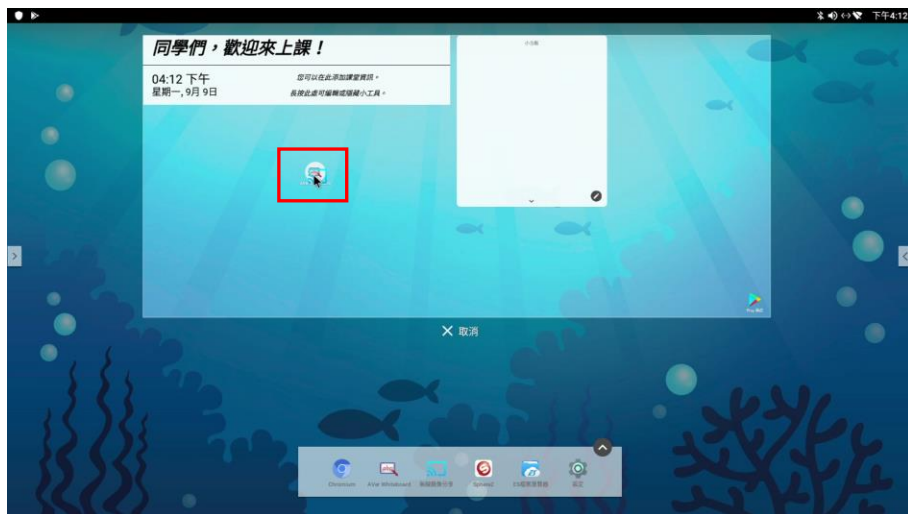 下午4:12
同學們，歡迎來上課！
04:12 下午
星期一, 9月 9日
您可以在此添加課堂資訊。
長按此處可編輯或隱藏小工具。
取消
Chromium
AVer Whiteboard
設定